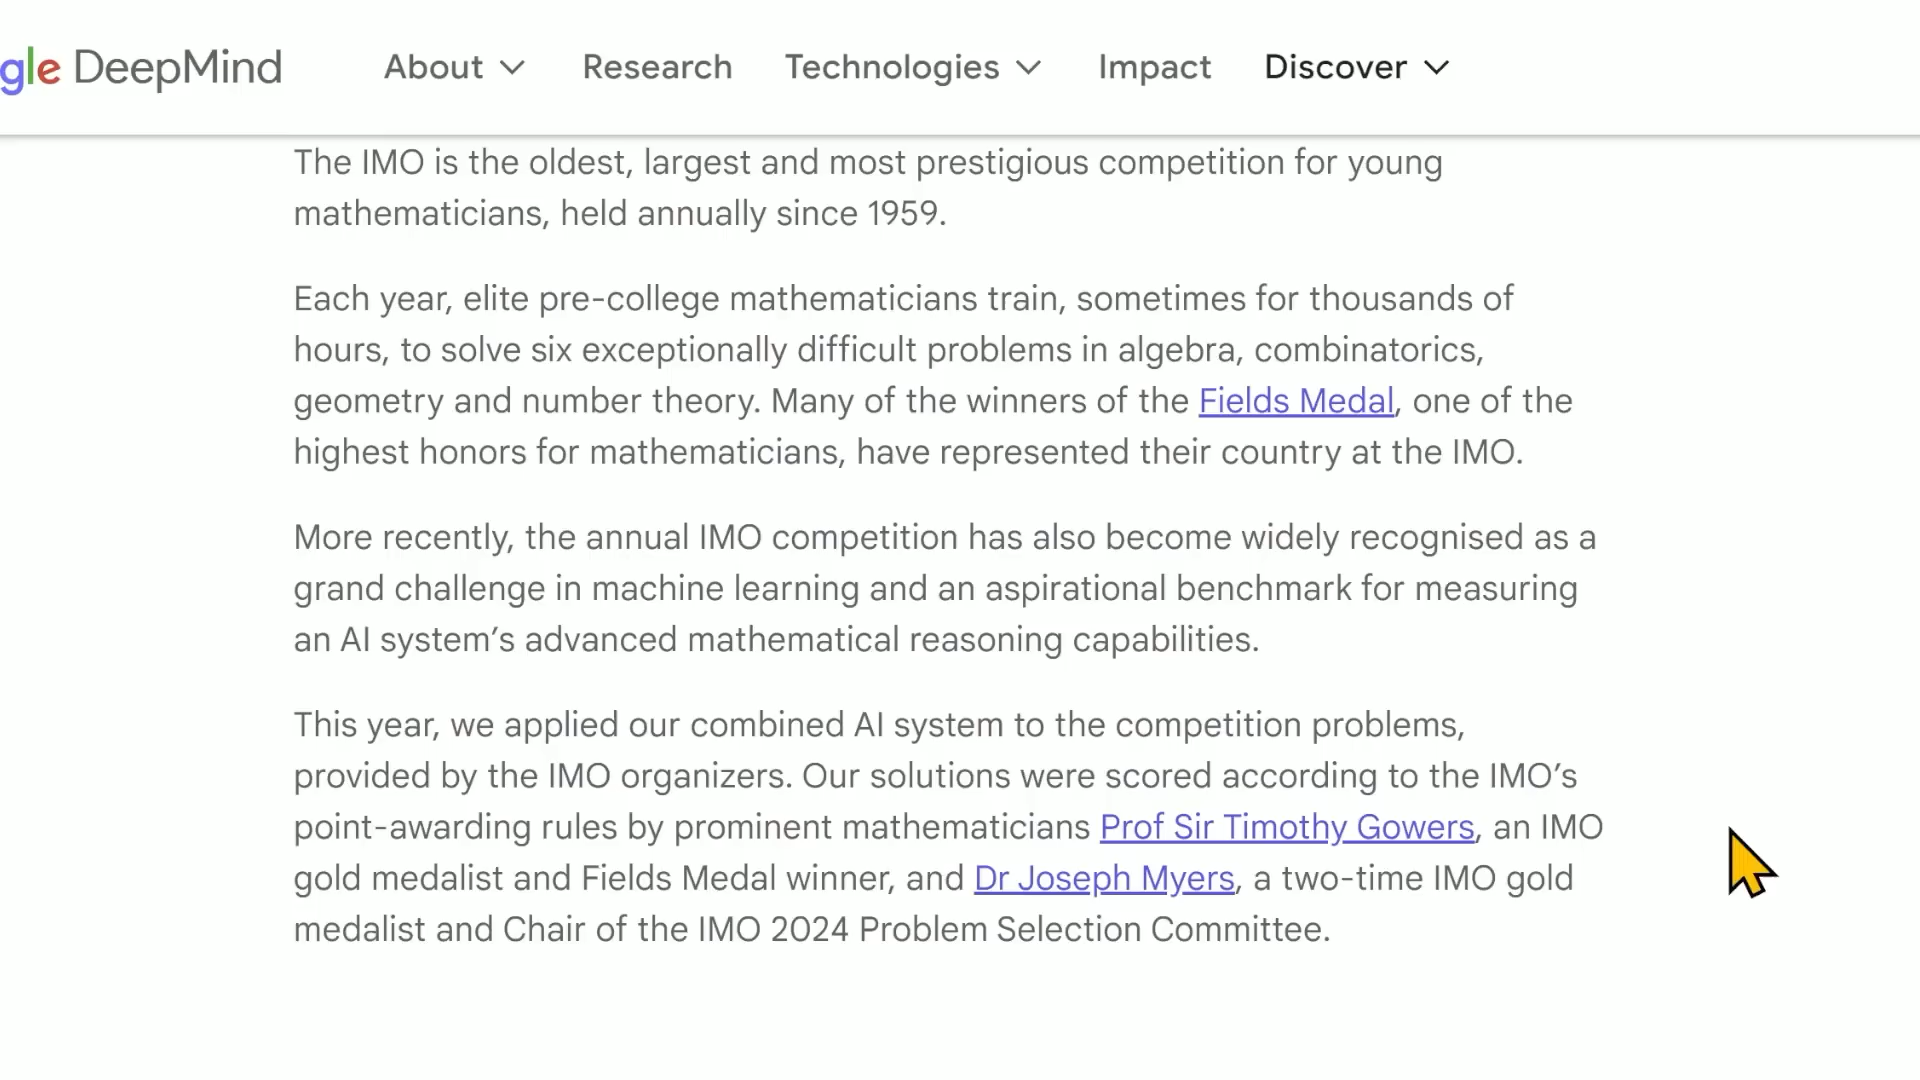 gle DeepMind About Research Technologies Impact Discover
The IMO is the oldest, largest and most prestigious competition for young
mathematicians, held annually since 1959.
Each year, elite pre-college mathematicians train, sometimes for thousands of
hours, to solve six exceptionally difficult problems in algebra, combinatorics,
geometry and number theory. Many of the winners of the Fields Medal, one of the
highest honors for mathematicians, have represented their country at the IMO.
More recently, the annual IMO competition has also become widely recognised as a
grand challenge in machine learning and an aspirational benchmark for measuring
an AI system’s advanced mathematical reasoning capabilities.
This year, we applied our combined AI system to the competition problems,
provided by the IMO organizers. Our solutions were scored according to the IMO’s
point-awarding rules by prominent mathematicians Prof Sir Timothy Gowers, an IMO
gold medalist and Fields Medal winner, and Dr Joseph Myers, a two-time IMO gold
medalist and Chair of the IMO 2024 Problem Selection Committee.